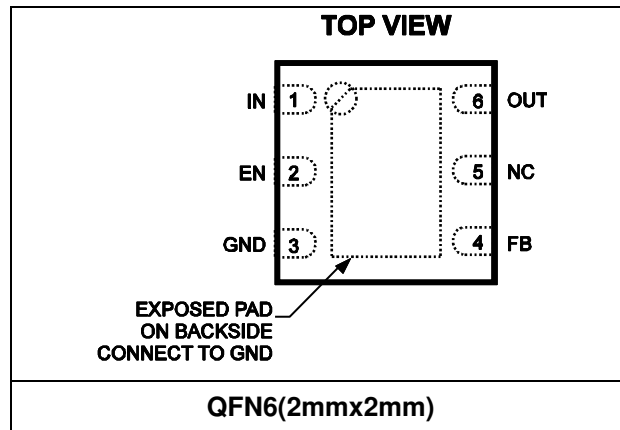 TOP VIEW
IN 1 6 OUT
EN 2 5 NC
GND 3 4 FB
EXPOSED PAD
ON BACKSIDE
CONNECT TO GND
QFN6(2mmx2mm)